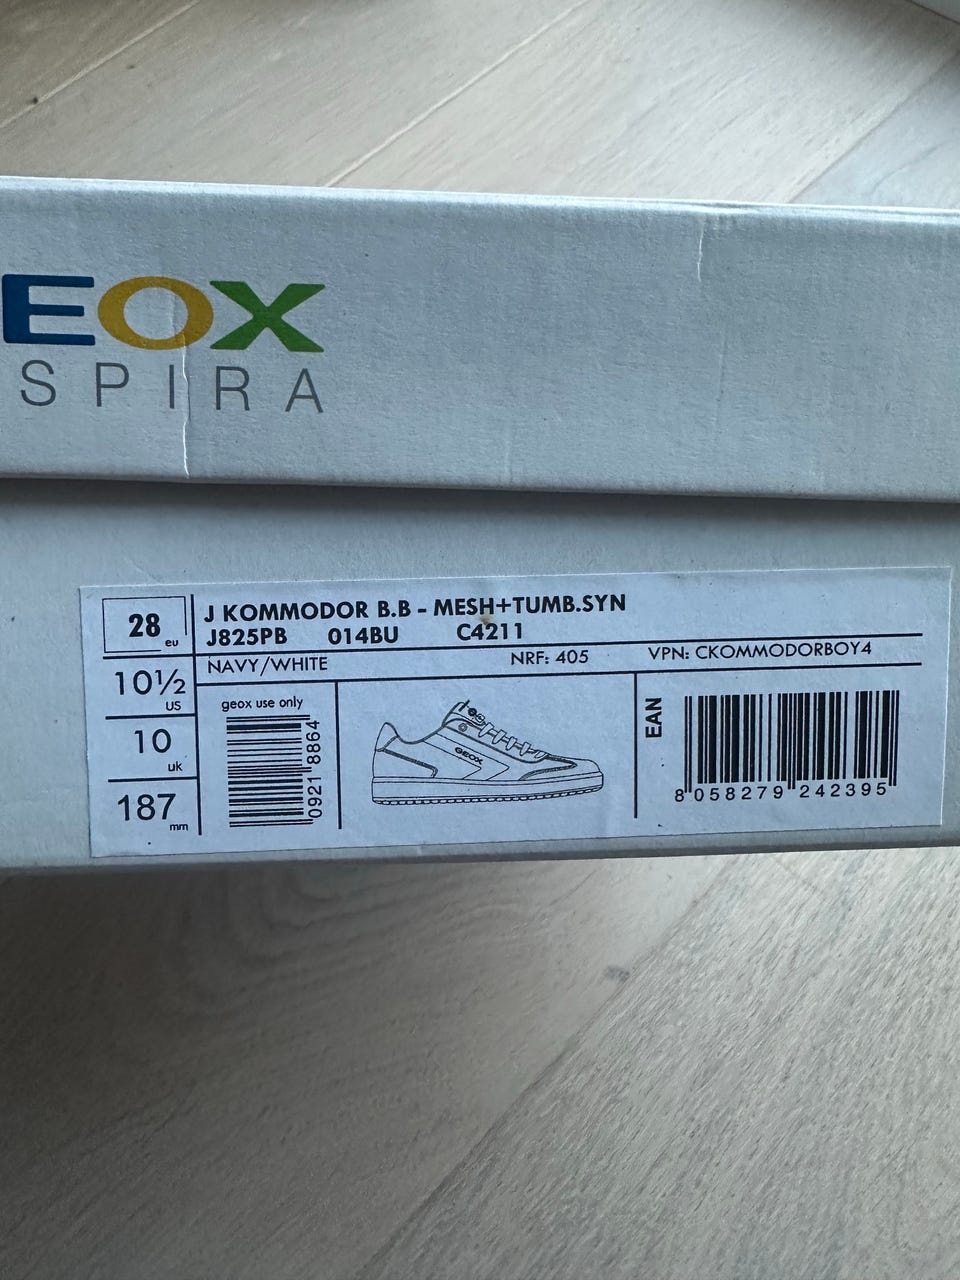 EOX
SPIRA
28 eu
J KOMMODOR B.B - MESH+TUMB.SYN
J825PB 014BU C4211
NAVY/WHITE NRF: 405 VPN: CKOMMODORBOY4
10½ US
10 uk
187 mm
geox use only
0921 8864
GEOX
EAN
8 058279 242395